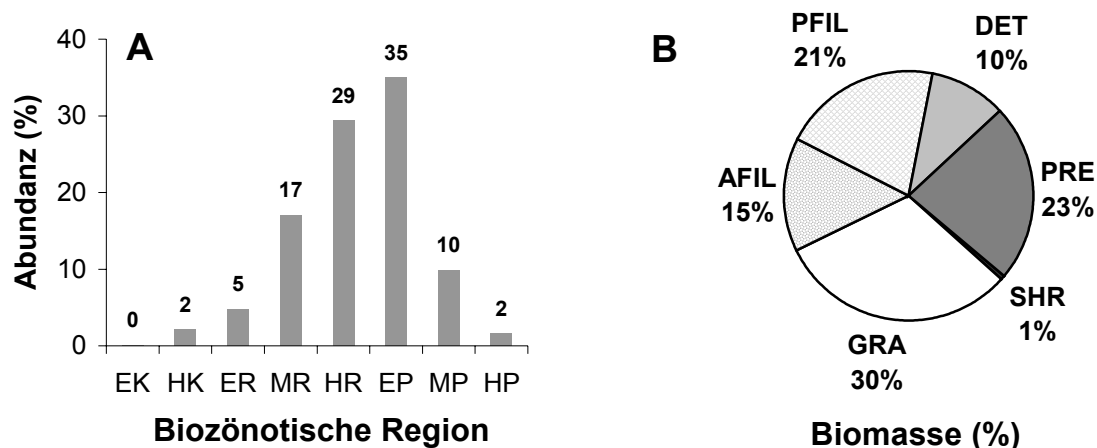 A
Abundanz (%)
40
30
20
10
0
0
2
5
17
29
35
10
2
EK HK ER MR HR EP MP HP
Biozönotische Region
B
PFIL
21%
DET
10%
AFIL
15%
PRE
23%
SHR
1%
GRA
30%
Biomasse (%)